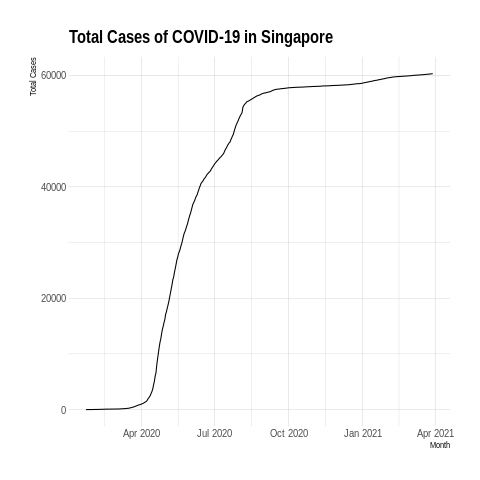 Total Cases of COVID-19 in Singapore
Total Cases
60000
40000
20000
0
Apr 2020 Jul 2020 Oct 2020 Jan 2021 Apr 2021
Month